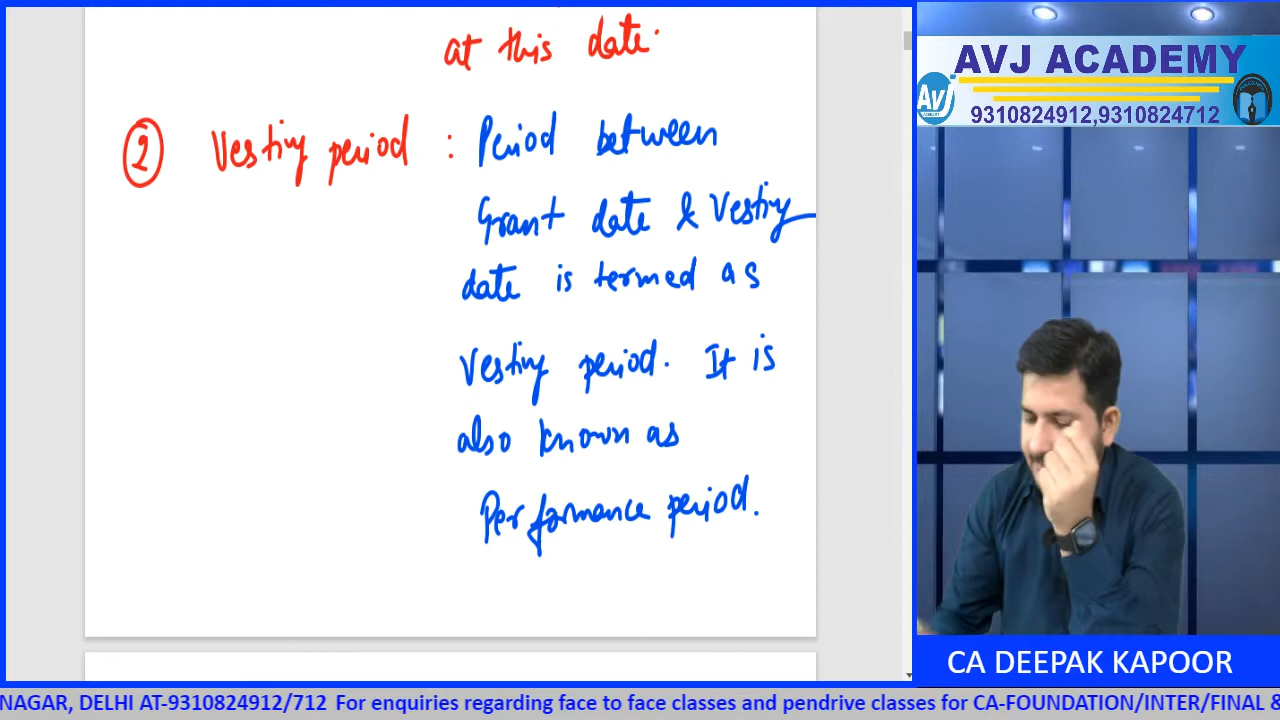 at this date.
2 Vesting period : Period between
Grant date & Vesting
date is termed as
Vesting period. It is
also known as
Performance period.
AVJ ACADEMY
AVJ
9310824912,9310824712
CA DEEPAK KAPOOR
NAGAR, DELHI AT-9310824912/712 For enquiries regarding face to face classes and pendrive classes for CA-FOUNDATION/INTER/FINAL &